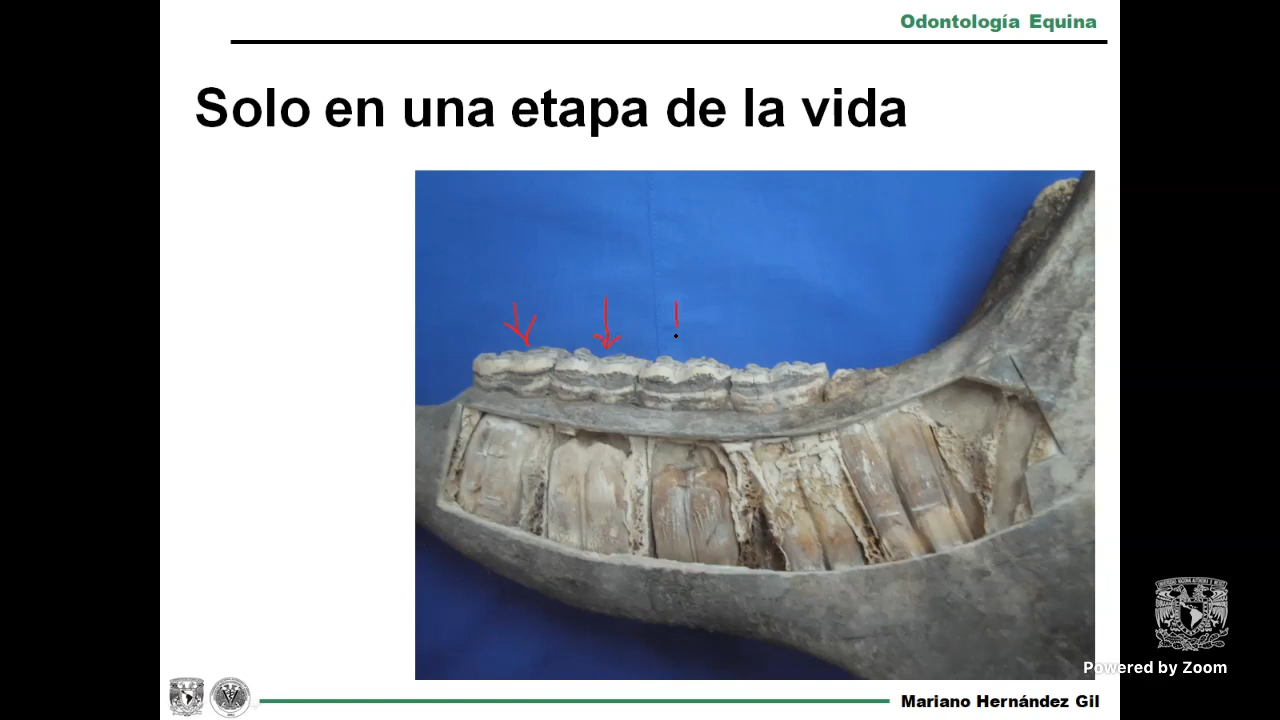 Odontología Equina
Solo en una etapa de la vida
Powered by Zoom
Mariano Hernández Gil